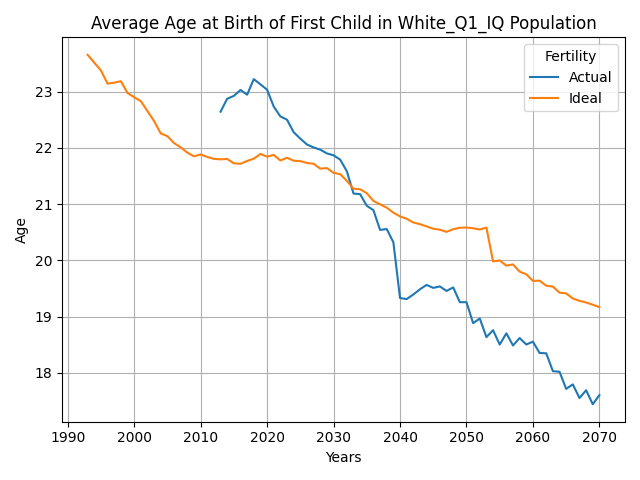 Average Age at Birth of First Child in White_Q1_IQ Population
Fertility
Actual
Ideal
Age
23
22
21
20
19
18
1990
2000
2010
2020
2030
2040
2050
2060
2070
Years